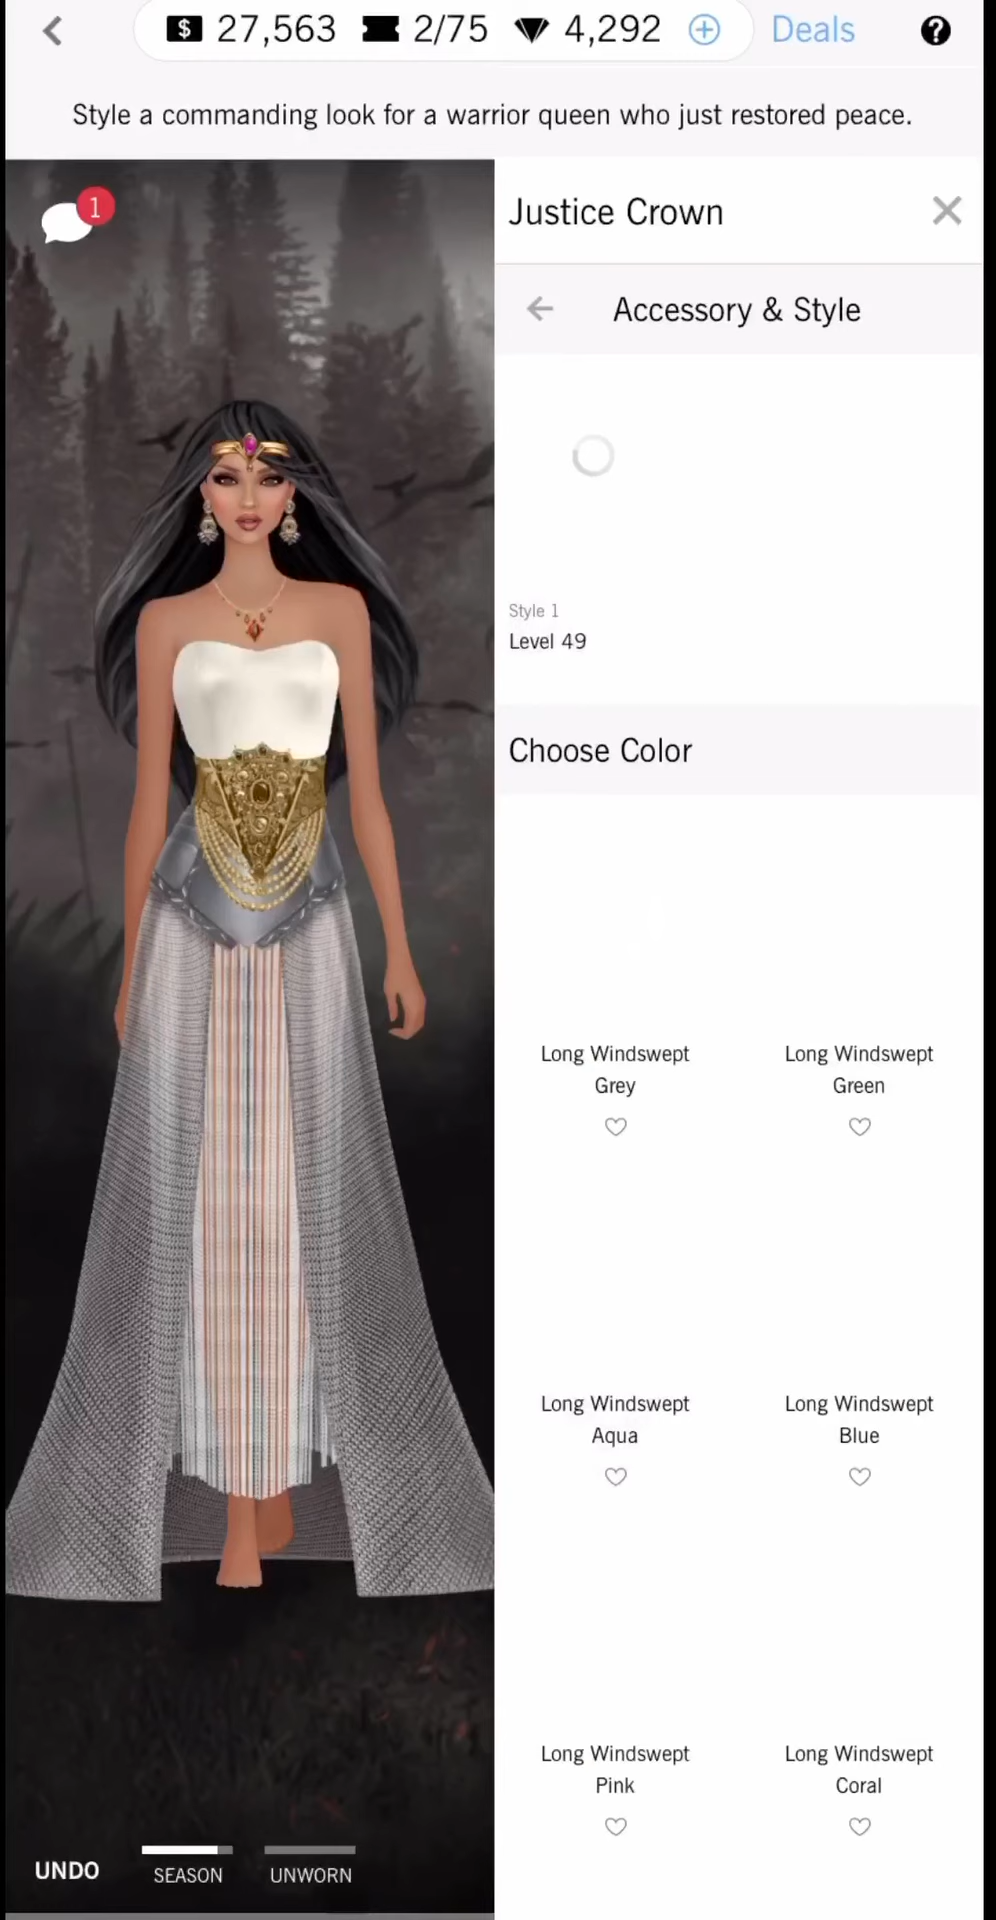 $ 27,563 2/75 4,292 Deals ?
Style a commanding look for a warrior queen who just restored peace.
1
Justice Crown
Accessory & Style
Style 1
Level 49
Choose Color
Long Windswept
Grey
Long Windswept
Green
Long Windswept
Aqua
Long Windswept
Blue
Long Windswept
Pink
Long Windswept
Coral
UNDO
SEASON
UNWORN